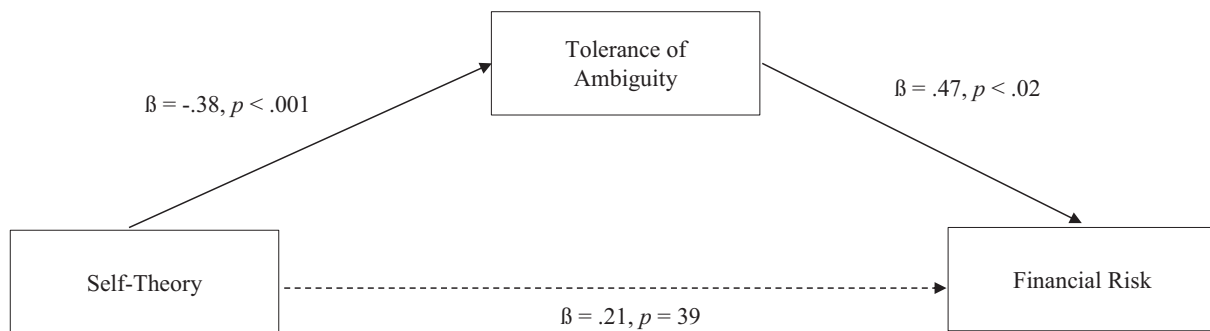 Tolerance of
Ambiguity
ß = -.38, p < .001
ß = .47, p < .02
Self-Theory
Financial Risk
ß = .21, p = 39